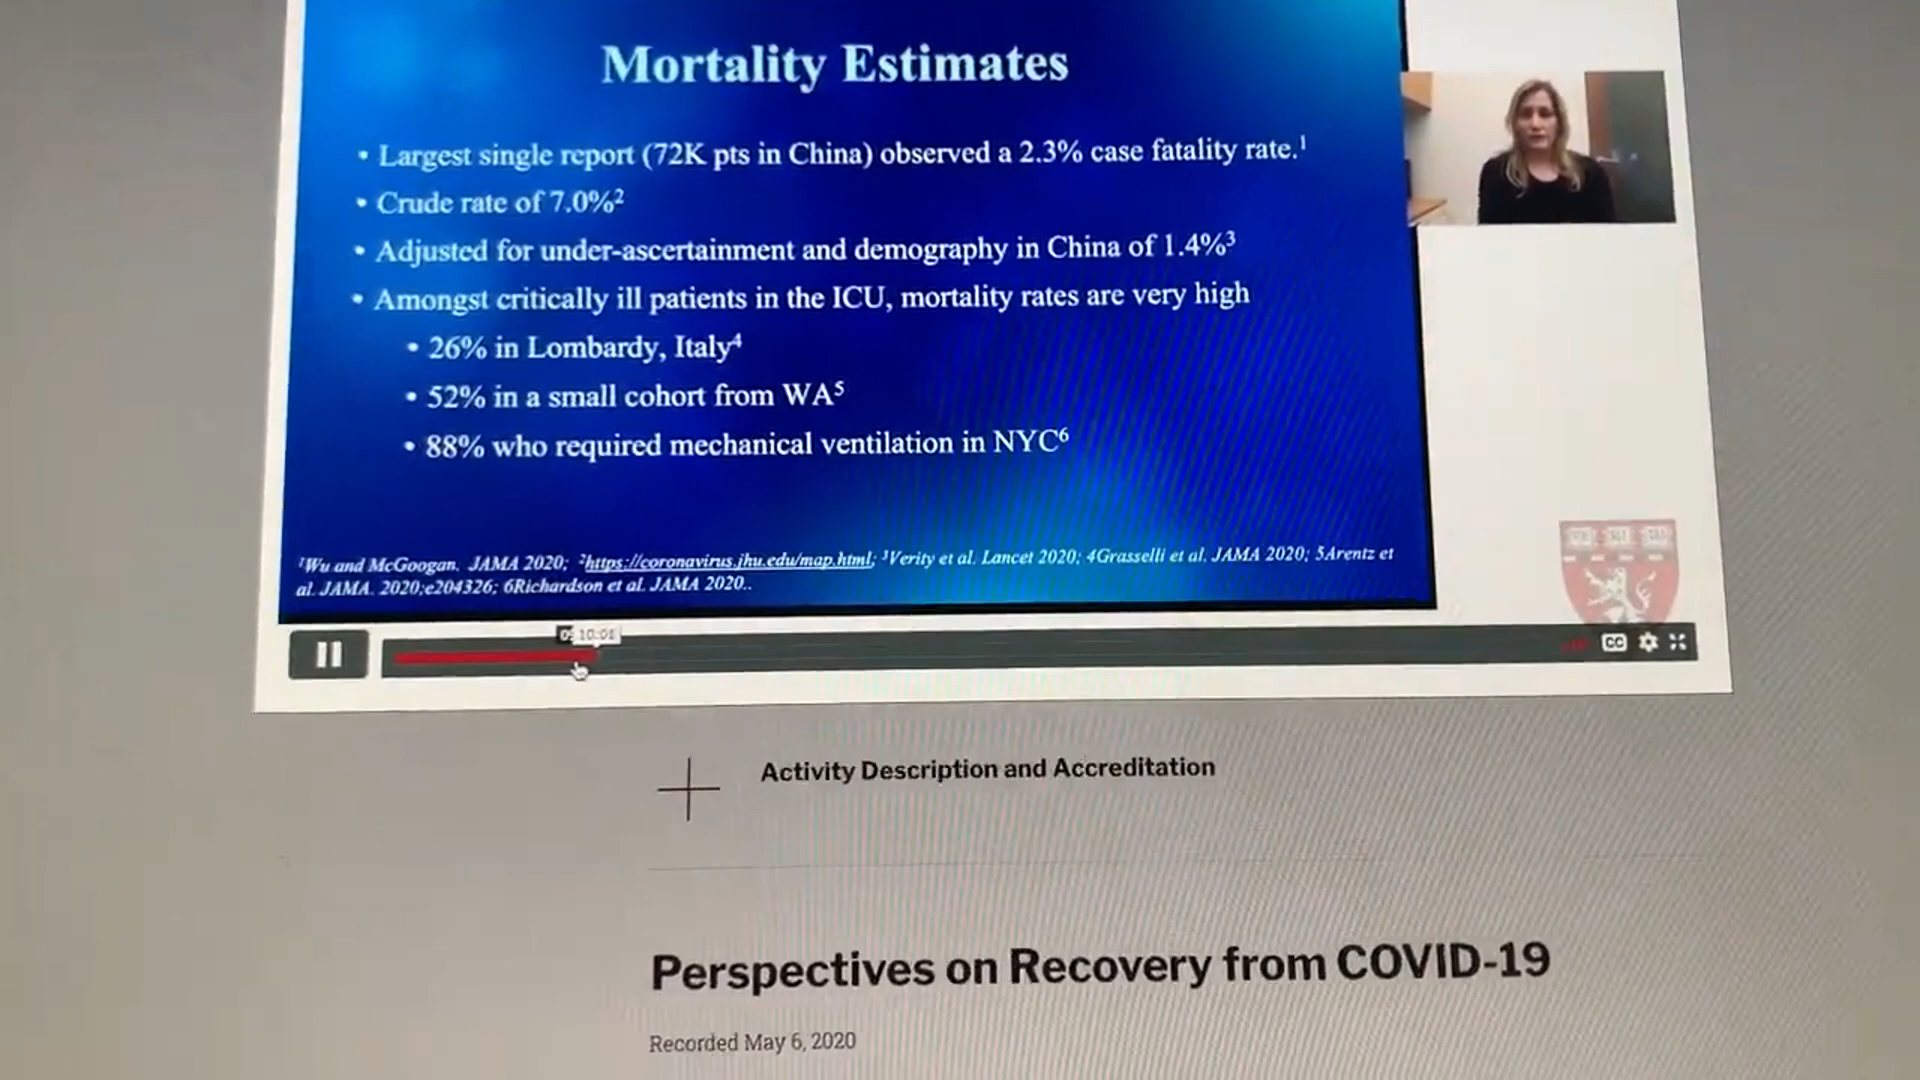 Mortality Estimates
• Largest single report (72K pts in China) observed a 2.3% case fatality rate.¹
• Crude rate of 7.0%²
• Adjusted for under-ascertainment and demography in China of 1.4%³
• Amongst critically ill patients in the ICU, mortality rates are very high
• 26% in Lombardy, Italy⁴
• 52% in a small cohort from WA⁵
• 88% who required mechanical ventilation in NYC⁶
¹Wu and McGoogan. JAMA 2020; ²https://coronavirus.jhu.edu/map.html; ³Verity et al. Lancet 2020; 4Grasselli et al. JAMA 2020; 5Arentz et
al. JAMA. 2020;e204326; 6Richardson et al. JAMA 2020..
CC
Activity Description and Accreditation
Perspectives on Recovery from COVID-19
Recorded May 6, 2020